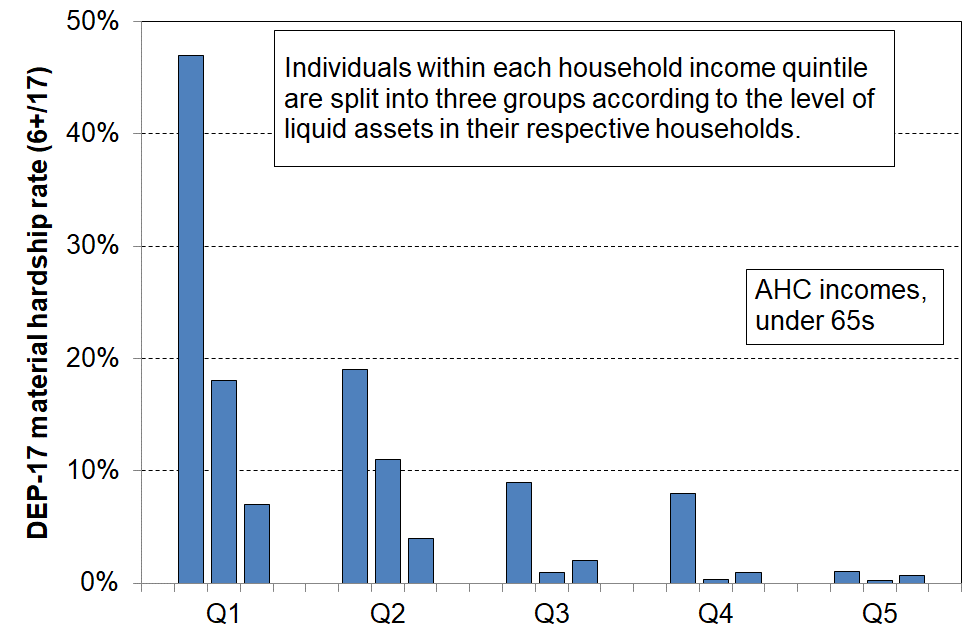 50%
Individuals within each household income quintile
are split into three groups according to the level of
liquid assets in their respective households.
40%
30%
AHC incomes,
under 65s
20%
10%
0%
DEP-17 material hardship rate (6+/17)
Q1 Q2 Q3 Q4 Q5